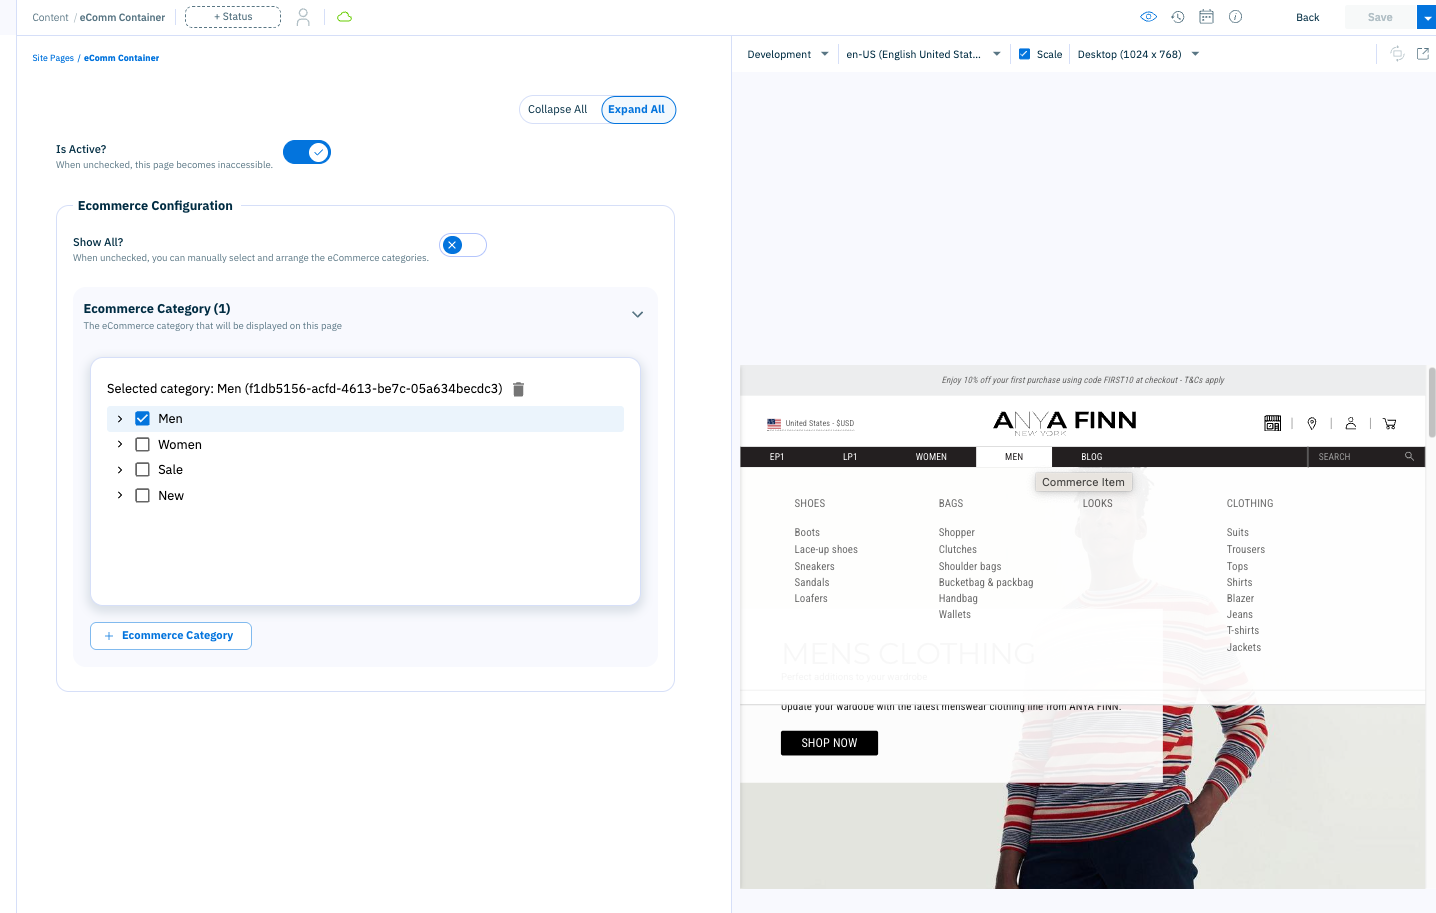 Content / eComm Container
+ Status
Back
Save
Site Pages / eComm Container
Development
en-US (English United Stat...
Scale
Desktop (1024 x 768)
Collapse All
Expand All
Is Active?
When unchecked, this page becomes inaccessible.
Ecommerce Configuration
Show All?
When unchecked, you can manually select and arrange the eCommerce categories.
Ecommerce Category (1)
The eCommerce category that will be displayed on this page
Selected category: Men (f1db5156-acfd-4613-be7c-05a634becdc3)
Men
Women
Sale
New
+ Ecommerce Category
Enjoy 10% off your first purchase using code FIRST10 at checkout - T&Cs apply
United States - $USD
ANYA FINN
NEW YORK
EP1
LP1
WOMEN
MEN
BLOG
SEARCH
Commerce Item
SHOES
Boots
Lace-up shoes
Sneakers
Sandals
Loafers
BAGS
Shopper
Clutches
Shoulder bags
Bucketbag & packbag
Handbag
Wallets
LOOKS
CLOTHING
Suits
Trousers
Tops
Shirts
Blazer
Jeans
T-shirts
Jackets
MENS CLOTHING
Perfect additions to your wardrobe
Update your wardobe with the latest menswear clothing line from ANYA FINN.
SHOP NOW